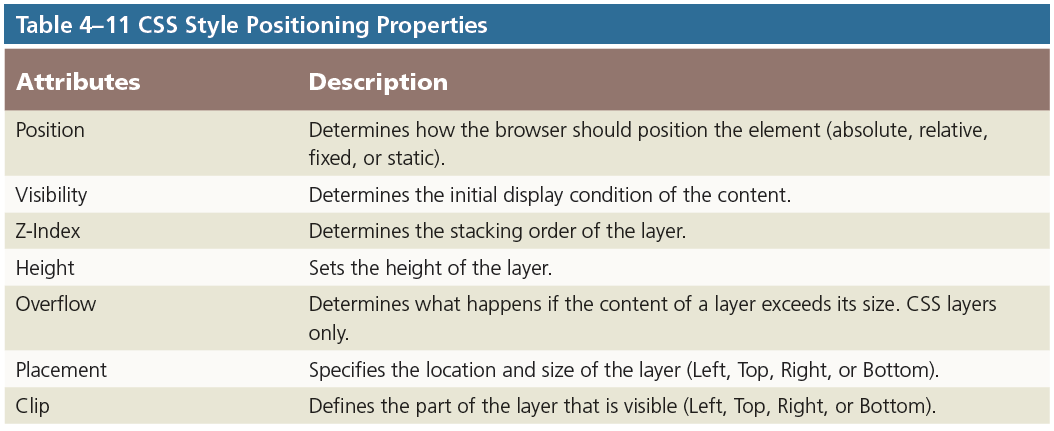 Table 4–11 CSS Style Positioning Properties
Attributes Description
Position Determines how the browser should position the element (absolute, relative,
fixed, or static).
Visibility Determines the initial display condition of the content.
Z-Index Determines the stacking order of the layer.
Height Sets the height of the layer.
Overflow Determines what happens if the content of a layer exceeds its size. CSS layers
only.
Placement Specifies the location and size of the layer (Left, Top, Right, or Bottom).
Clip Defines the part of the layer that is visible (Left, Top, Right, or Bottom).